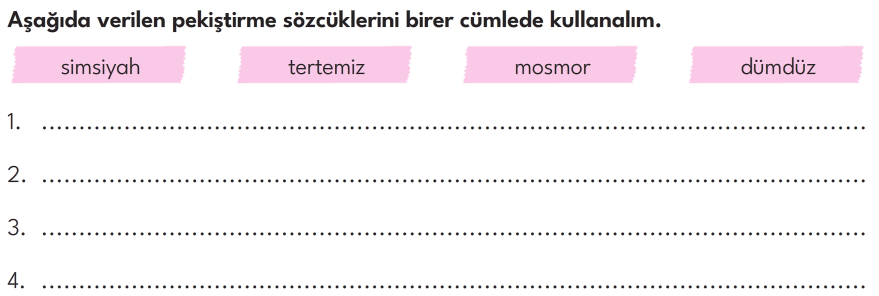 Aşağıda verilen pekiştirme sözcüklerini birer cümlede kullanalım.
simsiyah tertemiz mosmor dümdüz
1. ........................................................................................................
2. ........................................................................................................
3. ........................................................................................................
4. ........................................................................................................